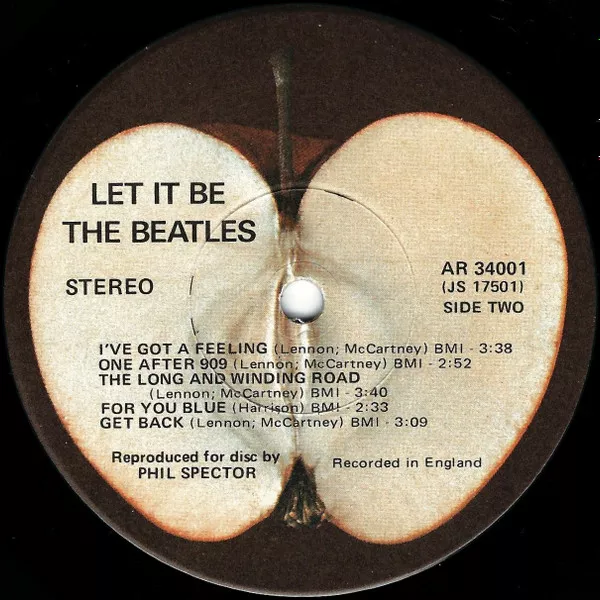 LET IT BE
THE BEATLES
STEREO
AR 34001
(JS 17501)
SIDE TWO
I'VE GOT A FEELING (Lennon; McCartney) BMI - 3:38
ONE AFTER 909 (Lennon; McCartney) BMI - 2:52
THE LONG AND WINDING ROAD
(Lennon; McCartney) BMI - 3:40
FOR YOU BLUE (Harrison) BMI - 2:33
GET BACK (Lennon; McCartney) BMI - 3:09
Reproduced for disc by
PHIL SPECTOR
Recorded in England